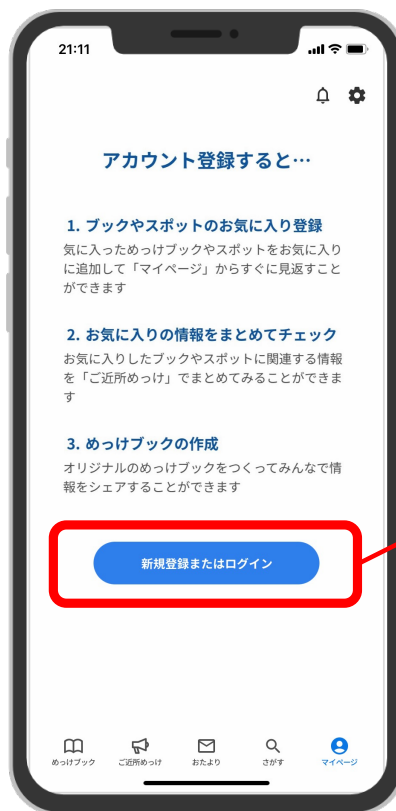 21:11
アカウント登録すると…
1. ブックやスポットのお気に入り登録
気に入っためっけブックやスポットをお気に入り
に追加して「マイページ」からすぐに見返すこと
ができます
2. お気に入りの情報をまとめてチェック
お気に入りしたブックやスポットに関連する情報
を「ご近所めっけ」でまとめてみることができま
す
3. めっけブックの作成
オリジナルのめっけブックをつくってみんなで情
報をシェアすることができます
新規登録またはログイン
めっけブック ご近所めっけ おたより さがす マイページ